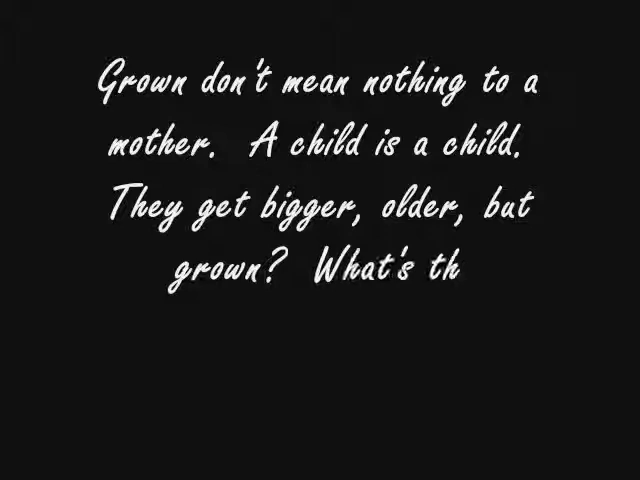 Grown don't mean nothing to a
mother. A child is a child.
They get bigger, older, but
grown? What's th